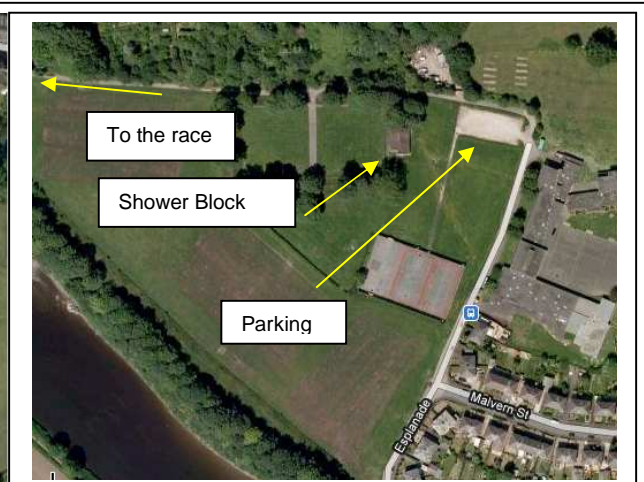 To the race
Shower Block
Parking
Malvern St
Esplanade